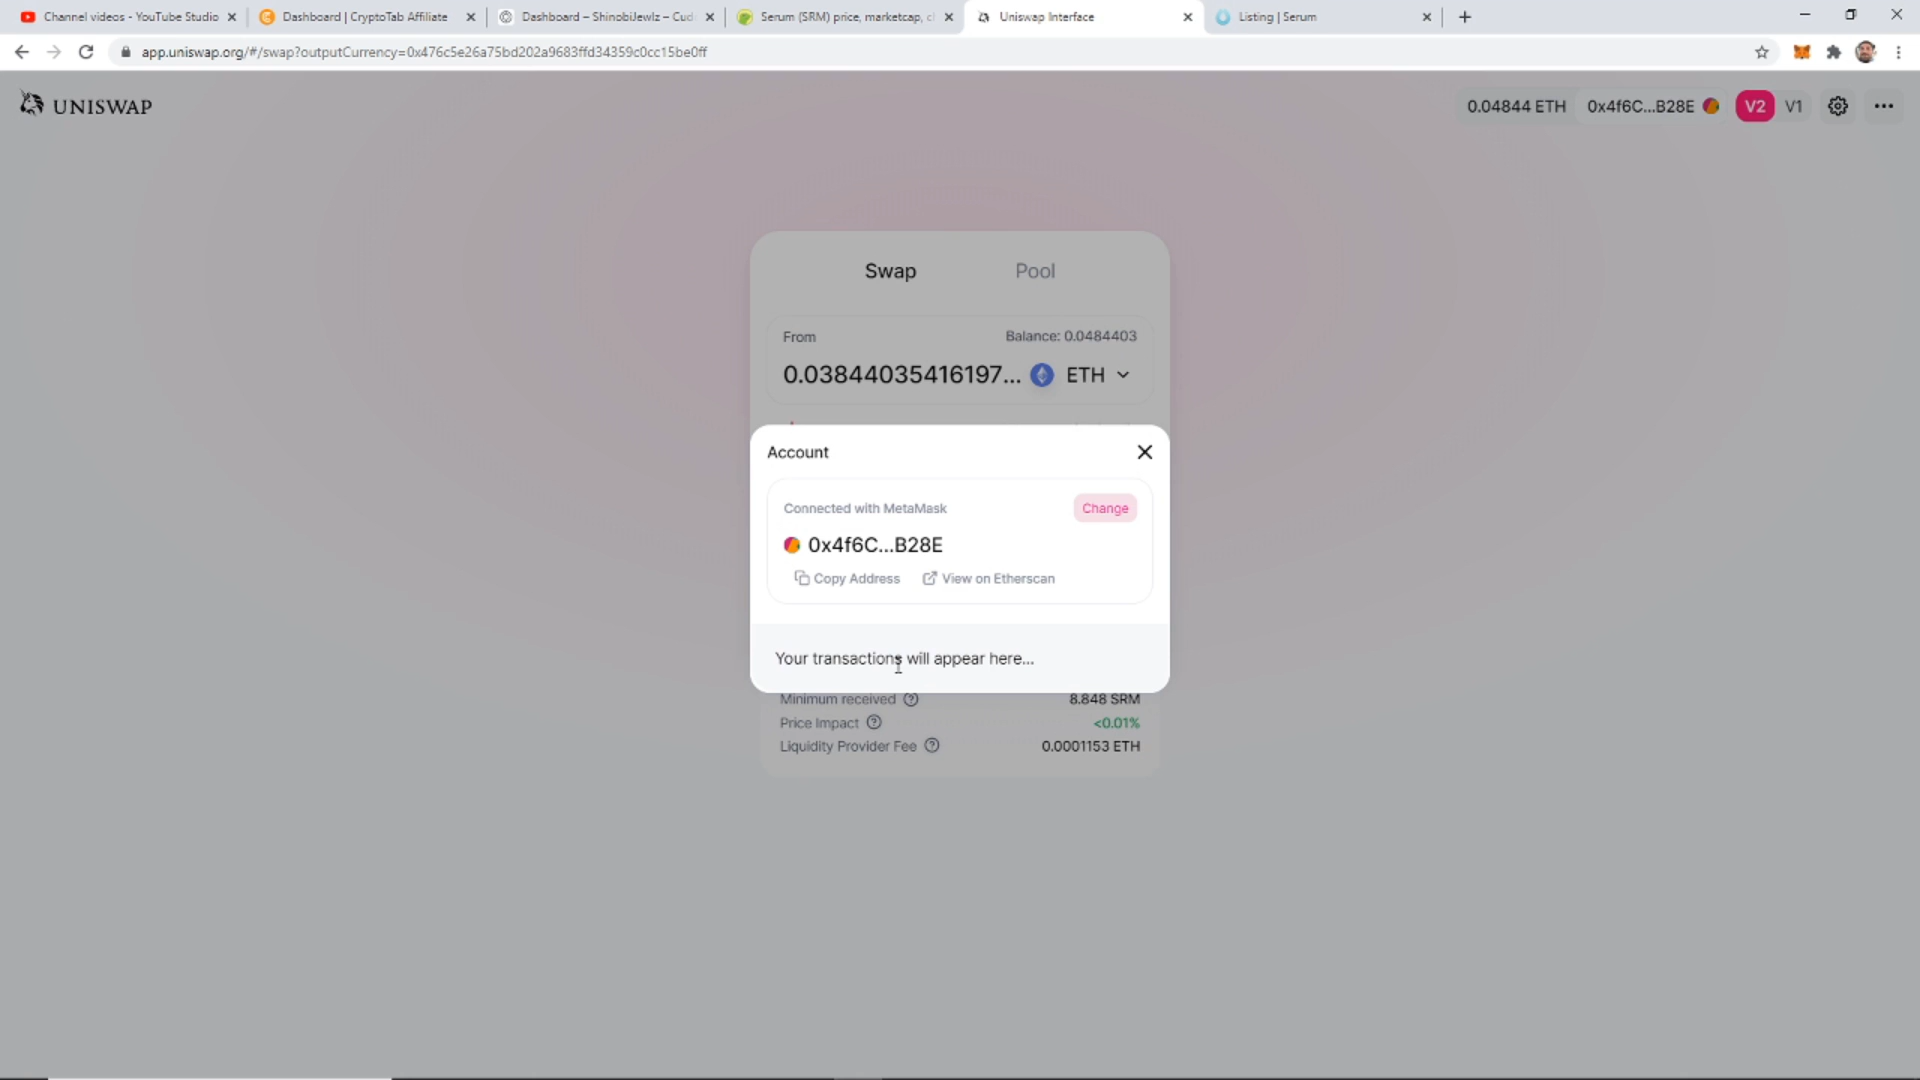 Channel videos - YouTube Studio
Dashboard | CryptoTab Affiliate
Dashboard – ShinobiJewlz – Cud
Serum (SRM) price, marketcap, c
Uniswap Interface
Listing | Serum
app.uniswap.org/#/swap?outputCurrency=0x476c5e26a75bd202a9683ffd34359c0cc15be0ff
UNISWAP
0.04844 ETH
0x4f6C...B28E
V2
V1
Swap
Pool
From
Balance: 0.0484403
0.03844035416197...
ETH
Account
Connected with MetaMask
Change
0x4f6C...B28E
Copy Address
View on Etherscan
Your transactions will appear here...
Minimum received
8.848 SRM
Price Impact
<0.01%
Liquidity Provider Fee
0.0001153 ETH